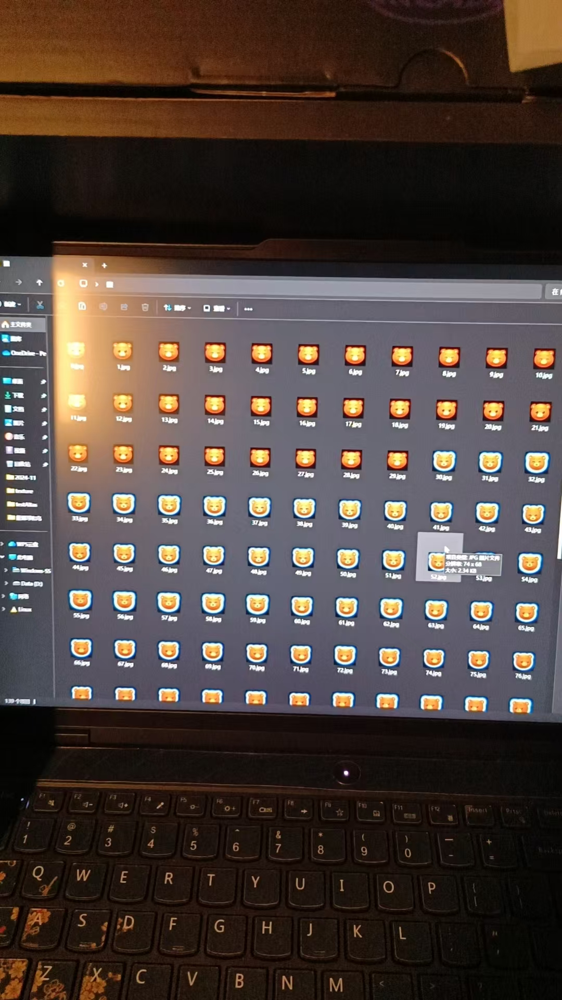 在
新建
排序
查看
主文件夹
图库
OneDrive - Pe
桌面
下载
文档
图片
音乐
视频
回收站
2024-11
texture
testAtlas
WPS云盘
此电脑
Windows-SS
Data (D:)
网络
Linux
1.jpg
2.jpg
3.jpg
4.jpg
5.jpg
6.jpg
7.jpg
8.jpg
9.jpg
10.jpg
11.jpg
12.jpg
13.jpg
14.jpg
15.jpg
16.jpg
17.jpg
18.jpg
19.jpg
20.jpg
21.jpg
22.jpg
23.jpg
24.jpg
25.jpg
26.jpg
27.jpg
28.jpg
29.jpg
30.jpg
31.jpg
32.jpg
33.jpg
34.jpg
35.jpg
36.jpg
37.jpg
38.jpg
39.jpg
40.jpg
41.jpg
42.jpg
43.jpg
44.jpg
45.jpg
46.jpg
47.jpg
48.jpg
49.jpg
50.jpg
51.jpg
52.jpg
53.jpg
54.jpg
项目类型: JPG 图片文件
分辨率: 74 x 68
大小: 2.34 KB
55.jpg
56.jpg
57.jpg
58.jpg
59.jpg
60.jpg
61.jpg
62.jpg
63.jpg
64.jpg
65.jpg
66.jpg
67.jpg
68.jpg
69.jpg
70.jpg
71.jpg
72.jpg
73.jpg
74.jpg
75.jpg
76.jpg
139 个项目
F1 F2 F3 F4 F5 F6 F7 F8 F9 F10 F11 F12 Insert PrtSc Delete
! @ # $ % ^ & * ( ) — +
1 2 3 4 5 6 7 8 9 0 - =
Backsp
Q W E R T Y U I O P
A S D F G H J K L
Z X C V B N M